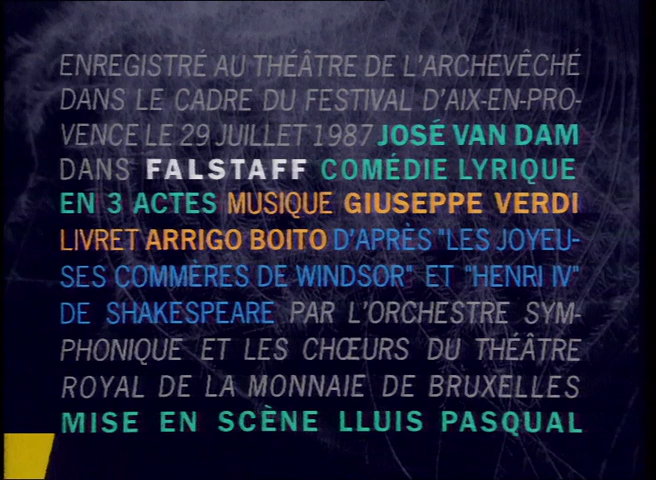 ENREGISTRÉ AU THÉÂTRE DE L'ARCHEVÊCHÉ
DANS LE CADRE DU FESTIVAL D'AIX-EN-PRO-
VENCE LE 29 JUILLET 1987 JOSÉ VAN DAM
DANS FALSTAFF COMÉDIE LYRIQUE
EN 3 ACTES MUSIQUE GIUSEPPE VERDI
LIVRET ARRIGO BOITO D'APRÈS "LES JOYEU-
SES COMMÈRES DE WINDSOR" ET "HENRI IV"
DE SHAKESPEARE PAR L'ORCHESTRE SYM-
PHONIQUE ET LES CHŒURS DU THÉÂTRE
ROYAL DE LA MONNAIE DE BRUXELLES
MISE EN SCÈNE LLUIS PASQUAL